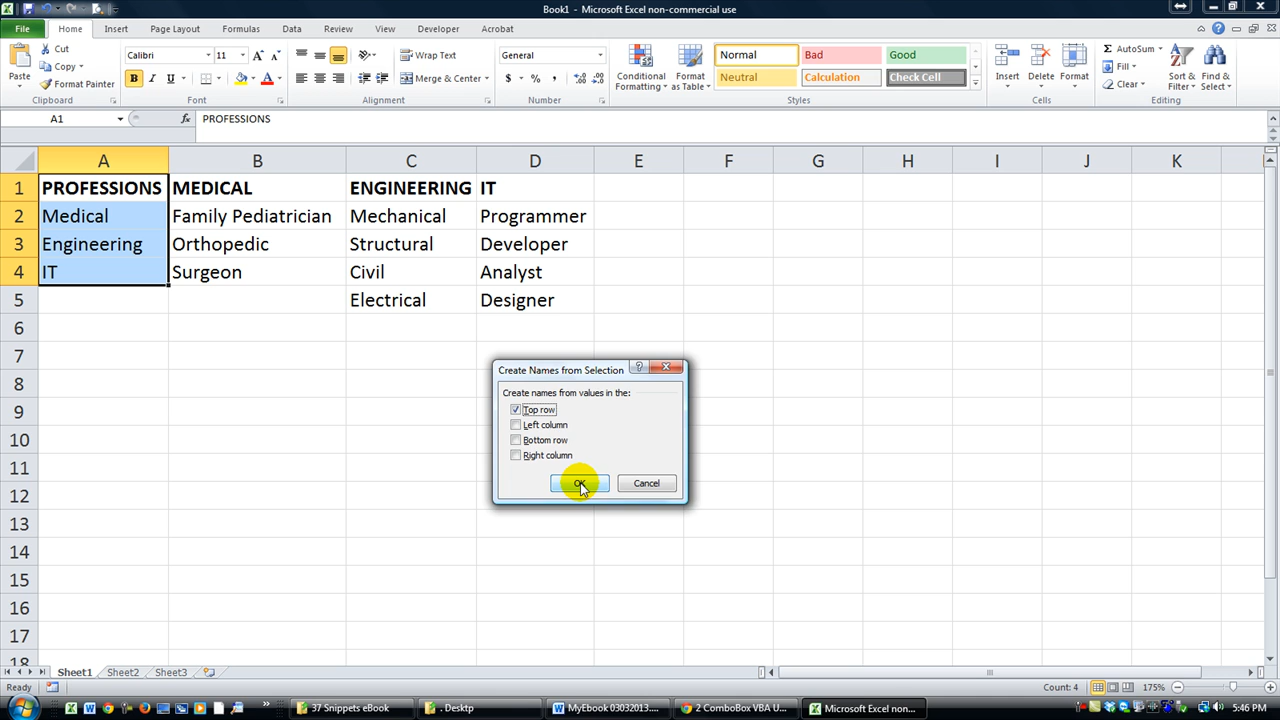 Book1 - Microsoft Excel non-commercial use
File Home Insert Page Layout Formulas Data Review View Developer Acrobat
Paste Cut Copy Format Painter Clipboard
Calibri 11 B I U A Font
Wrap Text Merge & Center Alignment
General $ % , Number
Conditional Formatting Format as Table
Normal Bad Good
Neutral Calculation Check Cell
Styles
Insert Delete Format Cells
AutoSum Fill Clear Sort & Filter Find & Select Editing
A1 fx PROFESSIONS
A B C D E F G H I J K
1 PROFESSIONS MEDICAL ENGINEERING IT
2 Medical Family Pediatrician Mechanical Programmer
3 Engineering Orthopedic Structural Developer
4 IT Surgeon Civil Analyst
5 Electrical Designer
6
7
8
9
10
11
12
13
14
15
16
17
18
Create Names from Selection
Create names from values in the:
Top row
Left column
Bottom row
Right column
OK Cancel
Sheet1 Sheet2 Sheet3
Ready Count: 4 175%
37 Snippets eBook . Desktp MyEbook 03032013.... 2 ComboBox VBA U... Microsoft Excel non... 5:46 PM